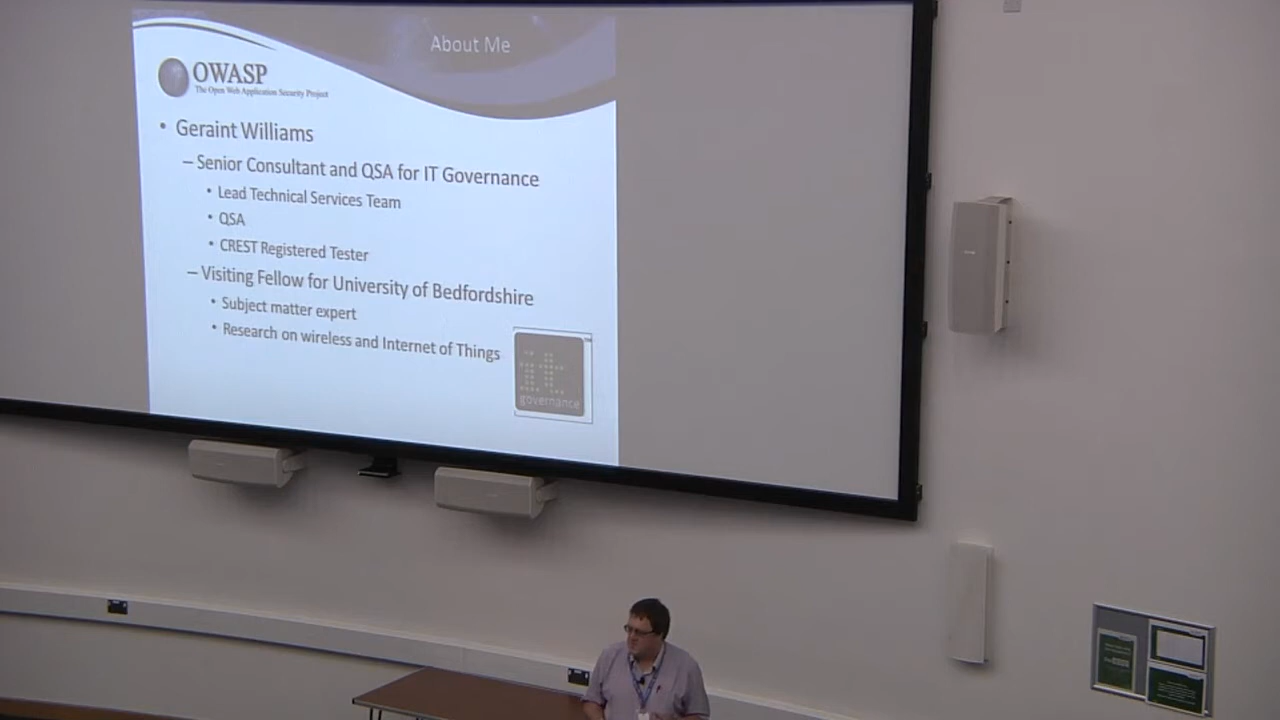 About Me
OWASP
The Open Web Application Security Project
• Geraint Williams
– Senior Consultant and QSA for IT Governance
• Lead Technical Services Team
• QSA
• CREST Registered Tester
– Visiting Fellow for University of Bedfordshire
• Subject matter expert
• Research on wireless and Internet of Things
it
governance